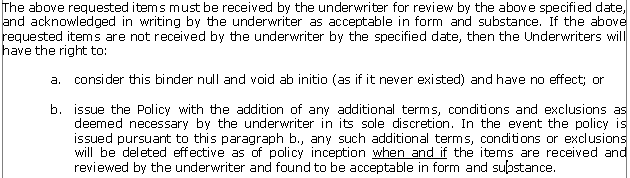 The above requested items must be received by the underwriter for review by the above specified date,
and acknowledged in writing by the underwriter as acceptable in form and substance. If the above
requested items are not received by the underwriter by the specified date, then the Underwriters will
have the right to:
a. consider this binder null and void ab initio (as if it never existed) and have no effect; or
b. issue the Policy with the addition of any additional terms, conditions and exclusions as
deemed necessary by the underwriter in its sole discretion. In the event the policy is
issued pursuant to this paragraph b., any such additional terms, conditions or exclusions
will be deleted effective as of policy inception when and if the items are received and
reviewed by the underwriter and found to be acceptable in form and substance.